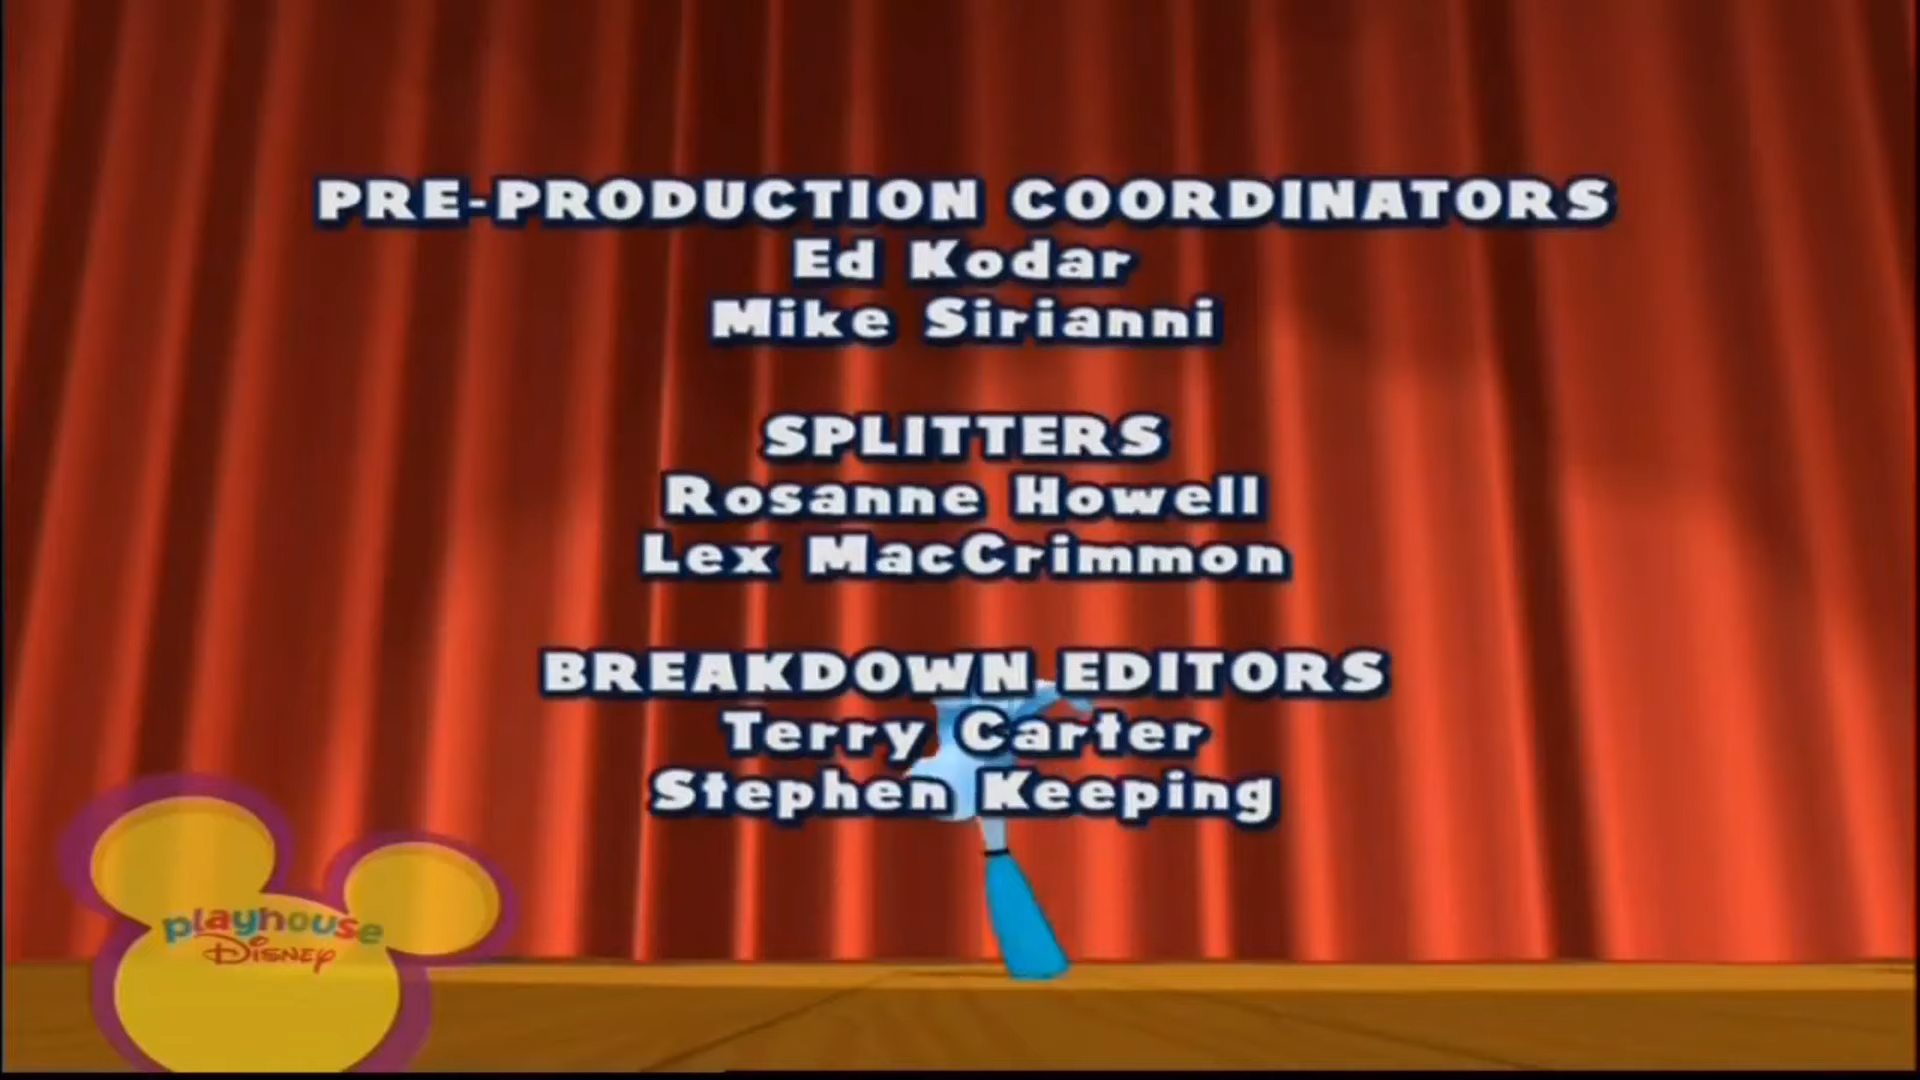 PRE-PRODUCTION COORDINATORS
Ed Kodar
Mike Sirianni
SPLITTERS
Rosanne Howell
Lex MacCrimmon
BREAKDOWN EDITORS
Terry Carter
Stephen Keeping
playhouse
Disney